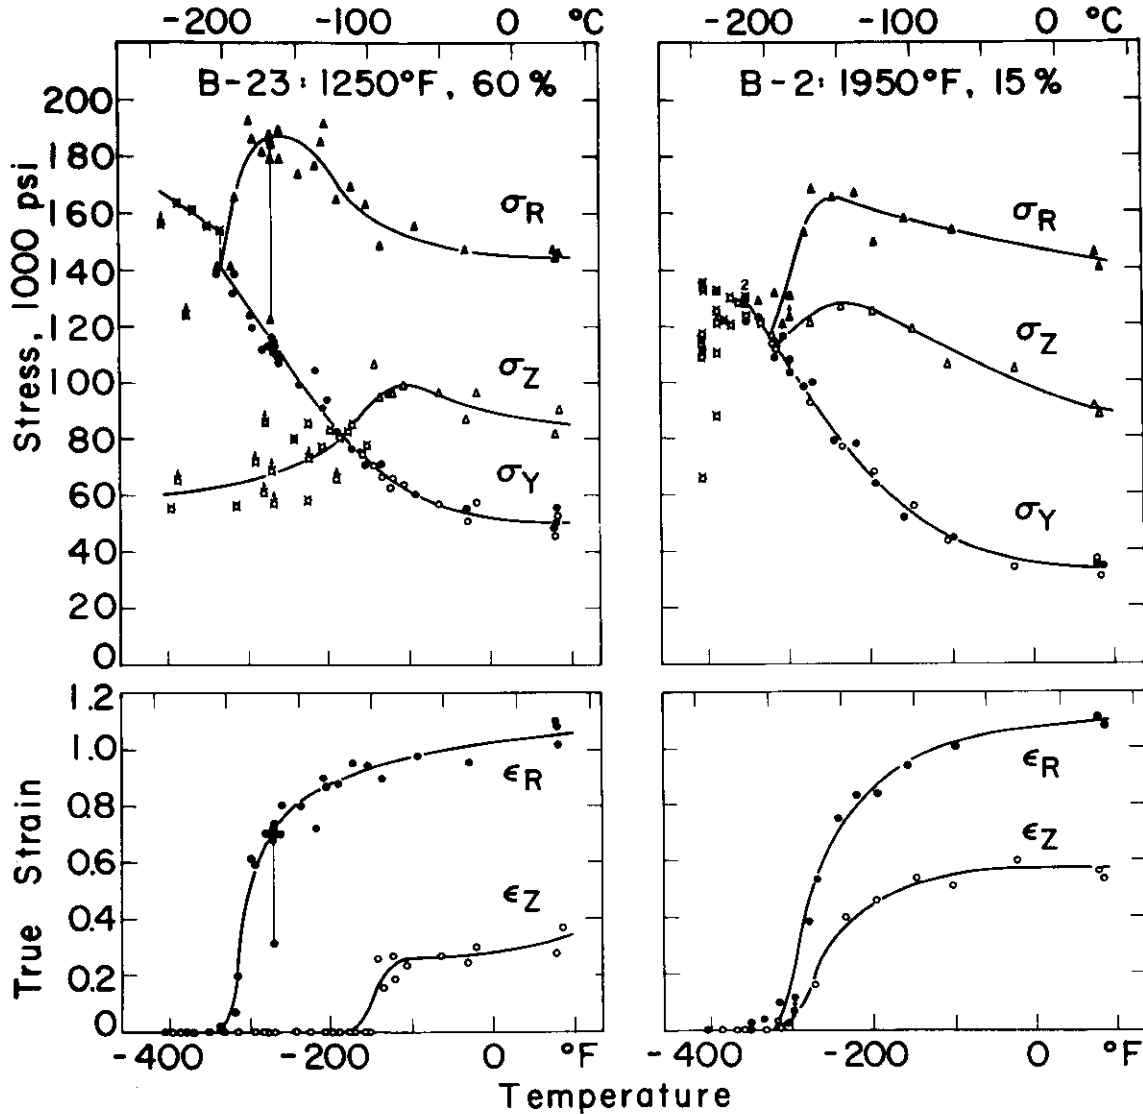 -200 -100 0 °C
-200 -100 0 °C
B-23: 1250°F, 60%
B-2: 1950°F, 15%
Stress, 1000 psi
200
180
160
140
120
100
80
60
40
20
0
σR
σZ
σY
2
σR
σZ
σY
True Strain
1.2
1.0
0.8
0.6
0.4
0.2
0
εR
εZ
εR
εZ
-400 -200 0 °F
-400 -200 0 °F
Temperature